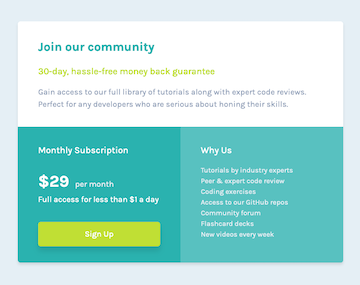 Join our community
30-day, hassle-free money back guarantee
Gain access to our full library of tutorials along with expert code reviews.
Perfect for any developers who are serious about honing their skills.
Monthly Subscription
$29 per month
Full access for less than $1 a day
Sign Up
Why Us
Tutorials by industry experts
Peer & expert code review
Coding exercises
Access to our GitHub repos
Community forum
Flashcard decks
New videos every week